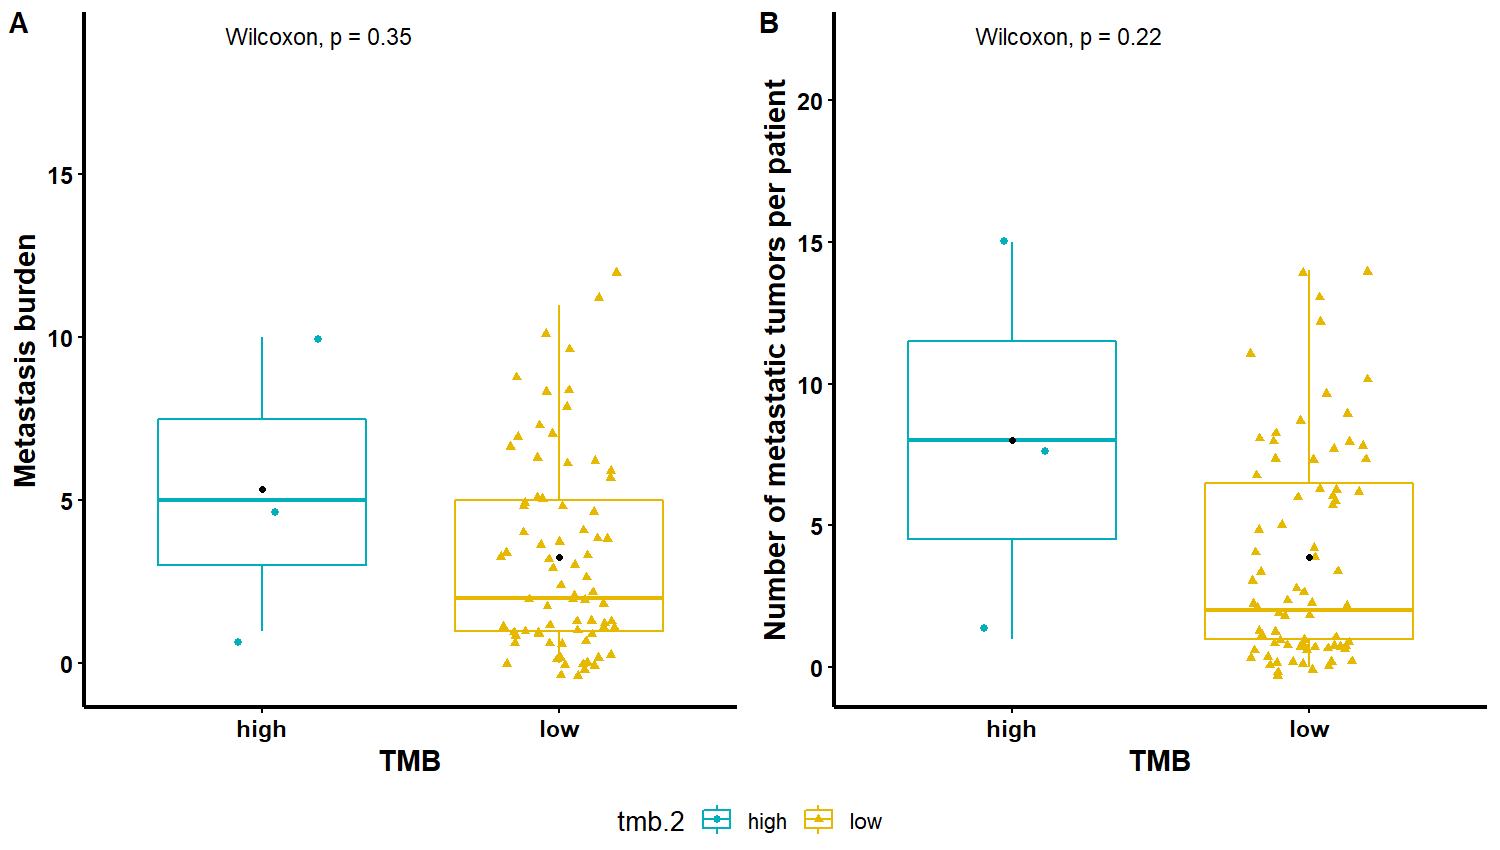 A
Wilcoxon, p = 0.35
Metastasis burden
15
10
5
0
high
low
TMB
B
Wilcoxon, p = 0.22
Number of metastatic tumors per patient
20
15
10
5
0
high
low
TMB
tmb.2 high low